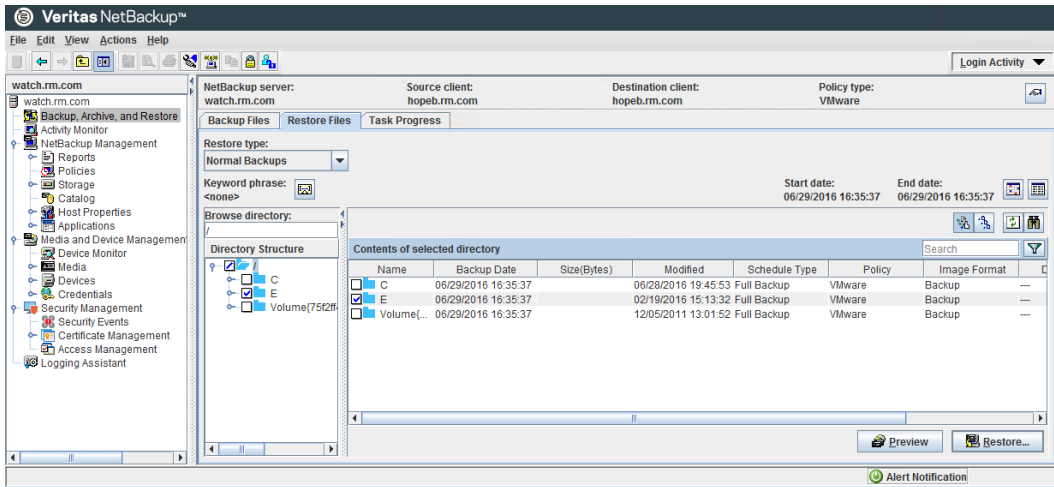 Veritas NetBackup™
File Edit View Actions Help
Login Activity
watch.rm.com
watch.rm.com
Backup, Archive, and Restore
Activity Monitor
NetBackup Management
Reports
Policies
Storage
Catalog
Host Properties
Applications
Media and Device Managemen
Device Monitor
Media
Devices
Credentials
Security Management
Security Events
Certificate Management
Access Management
Logging Assistant
NetBackup server: Source client: Destination client: Policy type:
watch.rm.com hopeb.rm.com hopeb.rm.com VMware
Backup Files Restore Files Task Progress
Restore type:
Normal Backups
Keyword phrase:
<none>
Start date: End date:
06/29/2016 16:35:37 06/29/2016 16:35:37
Browse directory:
/
Directory Structure
/
C
E
Volume{75f2ff
Contents of selected directory
Search
Name Backup Date Size(Bytes) Modified Schedule Type Policy Image Format D
C 06/29/2016 16:35:37 06/28/2016 19:45:53 Full Backup VMware Backup ---
E 06/29/2016 16:35:37 02/19/2016 15:13:32 Full Backup VMware Backup ---
Volume{... 06/29/2016 16:35:37 12/05/2011 13:01:52 Full Backup VMware Backup ---
Preview Restore...
Alert Notification